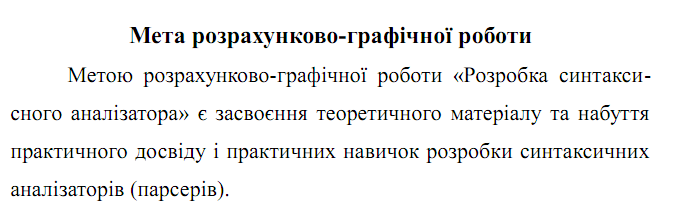 Мета розрахунково-графічної роботи
Метою розрахунково-графічної роботи «Розробка синтакси-
сного аналізатора» є засвоєння теоретичного матеріалу та набуття
практичного досвіду і практичних навичок розробки синтаксичних
аналізаторів (парсерів).